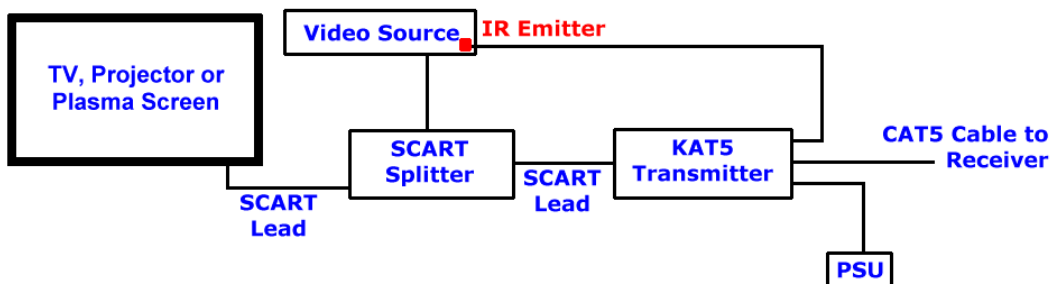 Video Source
IR Emitter
TV, Projector or
Plasma Screen
SCART
Splitter
KAT5
Transmitter
CAT5 Cable to
Receiver
SCART
Lead
SCART
Lead
PSU